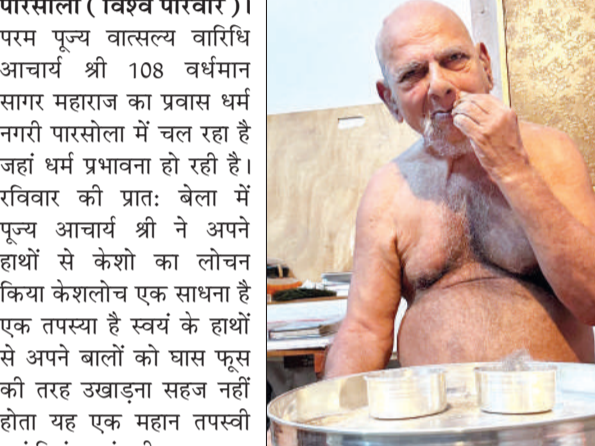 पारसोला ( विश्व परिवार )।
परम पूज्य वात्सल्य वारिधि
आचार्य श्री 108 वर्धमान
सागर महाराज का प्रवास धर्म
नगरी पारसोला में चल रहा है
जहां धर्म प्रभावना हो रही है।
रविवार की प्रात: बेला में
पूज्य आचार्य श्री ने अपने
हाथों से केशो का लोचन
किया केशलोच एक साधना है
एक तपस्या है स्वयं के हाथों
से अपने बालों को घास फूस
की तरह उखाड़ना सहज नहीं
होता यह एक महान तपस्वी